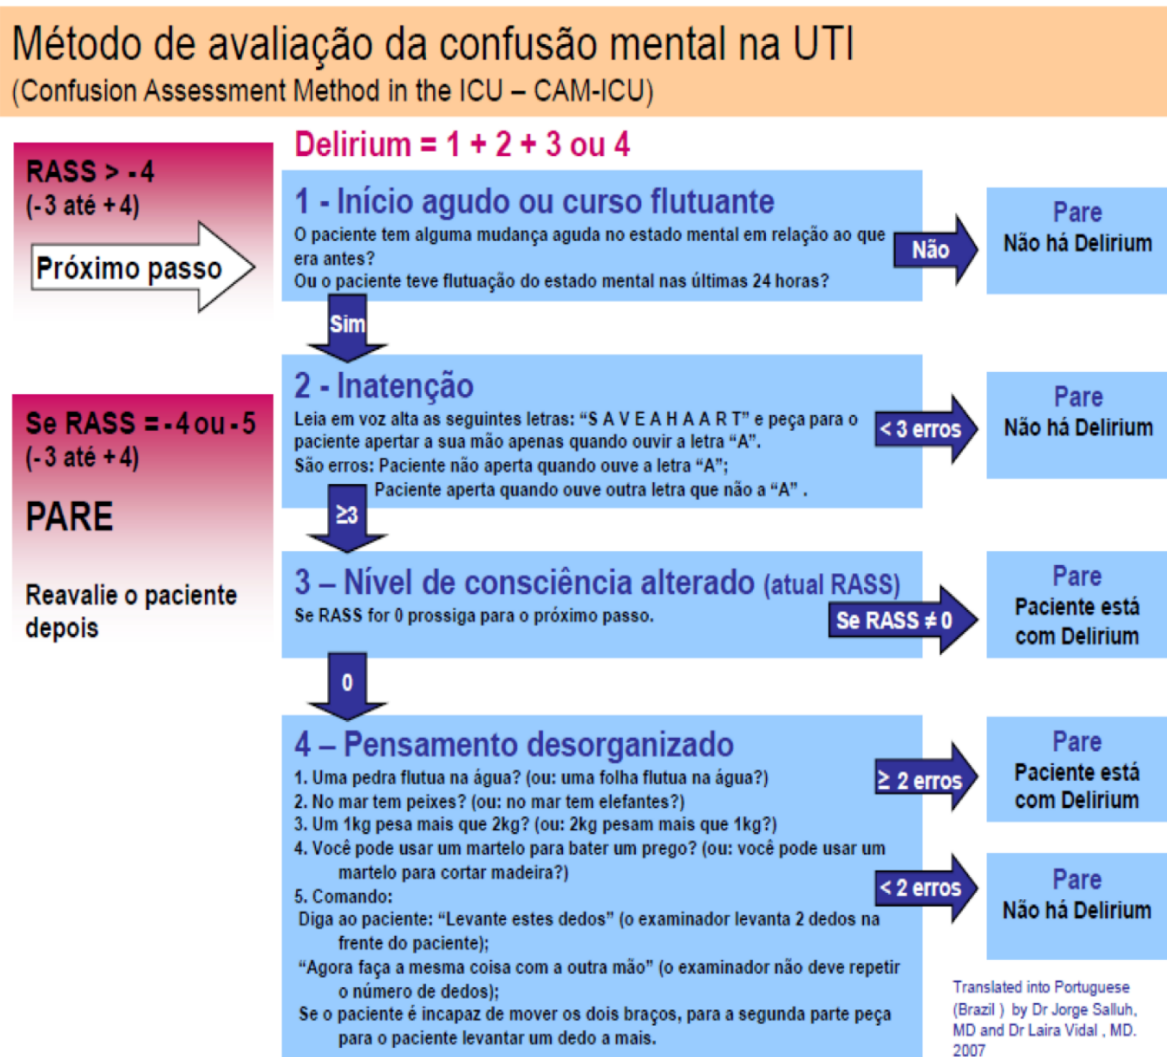 Método de avaliação da confusão mental na UTI
(Confusion Assessment Method in the ICU – CAM-ICU)
RASS > - 4
(- 3 até + 4)
Próximo passo
Se RASS = - 4 ou - 5
(- 3 até + 4)
PARE
Reavalie o paciente
depois
Delirium = 1 + 2 + 3 ou 4
1 - Início agudo ou curso flutuante
O paciente tem alguma mudança aguda no estado mental em relação ao que
era antes?
Ou o paciente teve flutuação do estado mental nas últimas 24 horas?
Não
Pare
Não há Delirium
Sim
2 - Inatenção
Leia em voz alta as seguintes letras: “S A V E A H A A R T” e peça para o
paciente apertar a sua mão apenas quando ouvir a letra “A”.
São erros: Paciente não aperta quando ouve a letra “A”;
Paciente aperta quando ouve outra letra que não a “A” .
< 3 erros
Pare
Não há Delirium
≥3
3 – Nível de consciência alterado (atual RASS)
Se RASS for 0 prossiga para o próximo passo.
Se RASS ≠ 0
Pare
Paciente está
com Delirium
0
4 – Pensamento desorganizado
1. Uma pedra flutua na água? (ou: uma folha flutua na água?)
2. No mar tem peixes? (ou: no mar tem elefantes?)
3. Um 1kg pesa mais que 2kg? (ou: 2kg pesam mais que 1kg?)
4. Você pode usar um martelo para bater um prego? (ou: você pode usar um
martelo para cortar madeira?)
5. Comando:
Diga ao paciente: “Levante estes dedos” (o examinador levanta 2 dedos na
frente do paciente);
“Agora faça a mesma coisa com a outra mão” (o examinador não deve repetir
o número de dedos);
Se o paciente é incapaz de mover os dois braços, para a segunda parte peça
para o paciente levantar um dedo a mais.
≥ 2 erros
Pare
Paciente está
com Delirium
< 2 erros
Pare
Não há Delirium
Translated into Portuguese
(Brazil ) by Dr Jorge Salluh,
MD and Dr Laira Vidal , MD.
2007